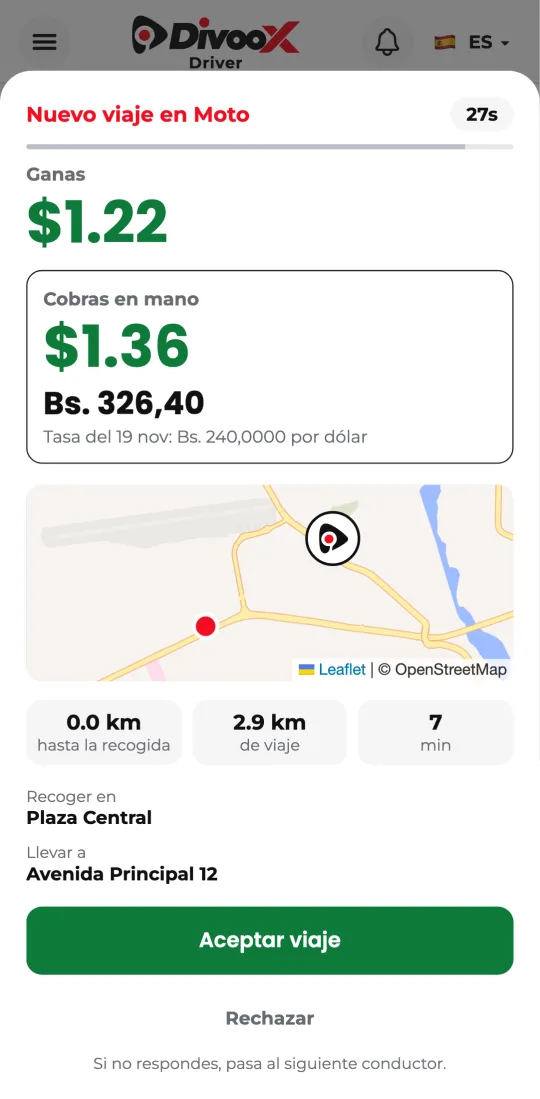 DivooX
Driver
ES
Nuevo viaje en Moto
27s
Ganas
$1.22
Cobras en mano
$1.36
Bs. 326,40
Tasa del 19 nov: Bs. 240,0000 por dólar
Leaflet | © OpenStreetMap
0.0 km
hasta la recogida
2.9 km
de viaje
7
min
Recoger en
Plaza Central
Llevar a
Avenida Principal 12
Aceptar viaje
Rechazar
Si no respondes, pasa al siguiente conductor.